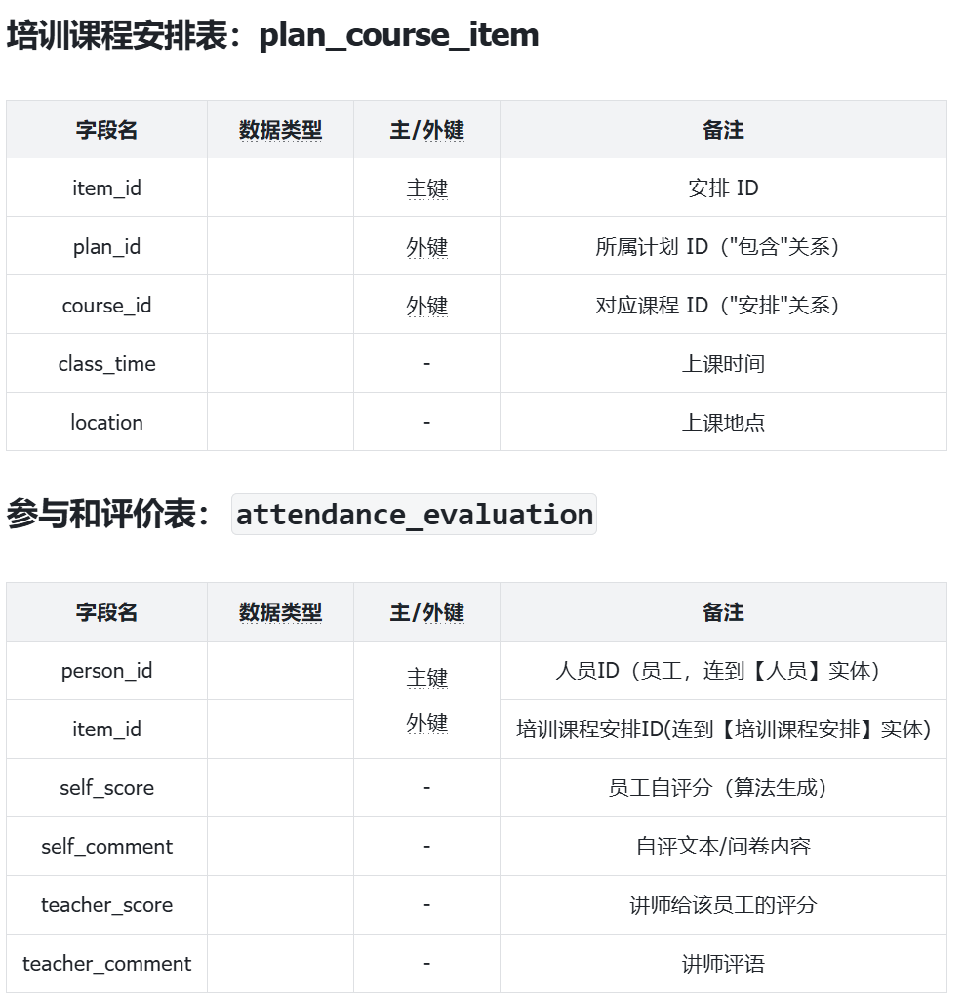 培训课程安排表：plan_course_item
字段名 数据类型 主/外键 备注
item_id 主键 安排 ID
plan_id 外键 所属计划 ID（"包含"关系）
course_id 外键 对应课程 ID（"安排"关系）
class_time - 上课时间
location - 上课地点
参与和评价表： attendance_evaluation
字段名 数据类型 主/外键 备注
person_id 主键 人员ID（员工，连到【人员】实体）
item_id 外键 培训课程安排ID(连到【培训课程安排】实体)
self_score - 员工自评分（算法生成）
self_comment - 自评文本/问卷内容
teacher_score - 讲师给该员工的评分
teacher_comment - 讲师评语